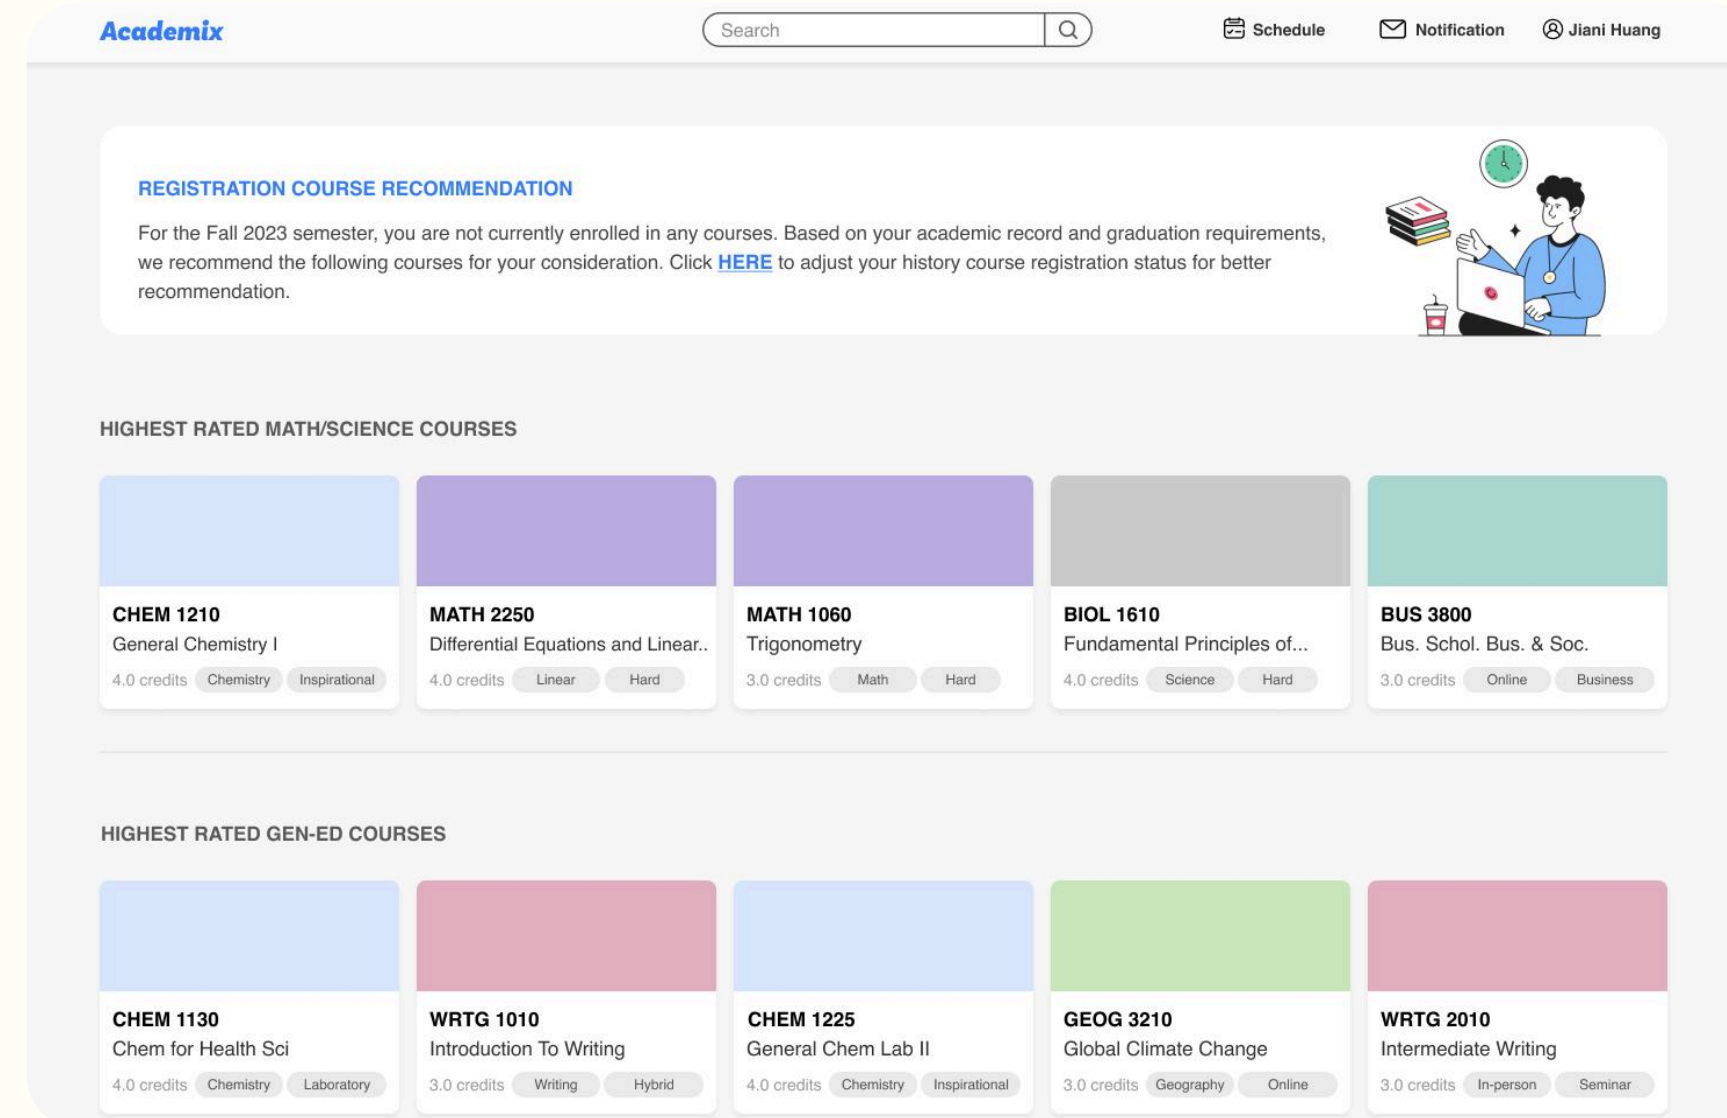 Academix
Search
Schedule
Notification
Jiani Huang
REGISTRATION COURSE RECOMMENDATION
For the Fall 2023 semester, you are not currently enrolled in any courses. Based on your academic record and graduation requirements,
we recommend the following courses for your consideration. Click HERE to adjust your history course registration status for better
recommendation.
HIGHEST RATED MATH/SCIENCE COURSES
CHEM 1210
General Chemistry I
4.0 credits Chemistry Inspirational
MATH 2250
Differential Equations and Linear..
4.0 credits Linear Hard
MATH 1060
Trigonometry
3.0 credits Math Hard
BIOL 1610
Fundamental Principles of...
4.0 credits Science Hard
BUS 3800
Bus. Schol. Bus. & Soc.
3.0 credits Online Business
HIGHEST RATED GEN-ED COURSES
CHEM 1130
Chem for Health Sci
4.0 credits Chemistry Laboratory
WRTG 1010
Introduction To Writing
3.0 credits Writing Hybrid
CHEM 1225
General Chem Lab II
4.0 credits Chemistry Inspirational
GEOG 3210
Global Climate Change
3.0 credits Geography Online
WRTG 2010
Intermediate Writing
3.0 credits In-person Seminar